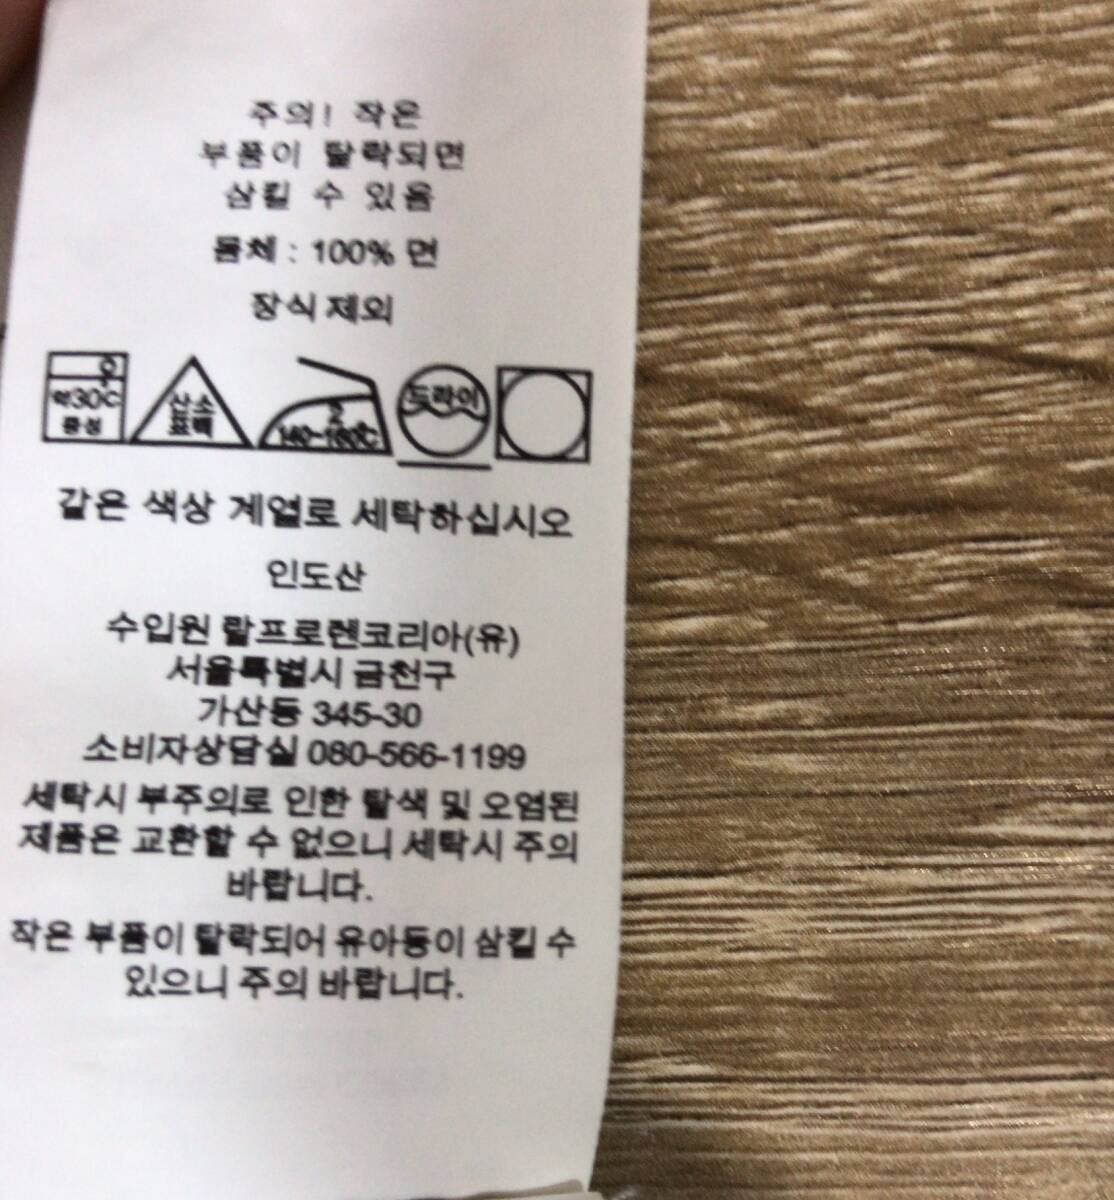 주의! 작은
부품이 탈락되면
삼킬 수 있음
몸체 : 100% 면
장식 제외
약30℃
중성
산소
표백
2
140~160℃
드라이
같은 색상 계열로 세탁하십시오
인도산
수입원 랄프로렌코리아(유)
서울특별시 금천구
가산동 345-30
소비자상담실 080-566-1199
세탁시 부주의로 인한 탈색 및 오염된
제품은 교환할 수 없으니 세탁시 주의
바랍니다.
작은 부품이 탈락되어 유아등이 삼킬 수
있으니 주의 바랍니다.